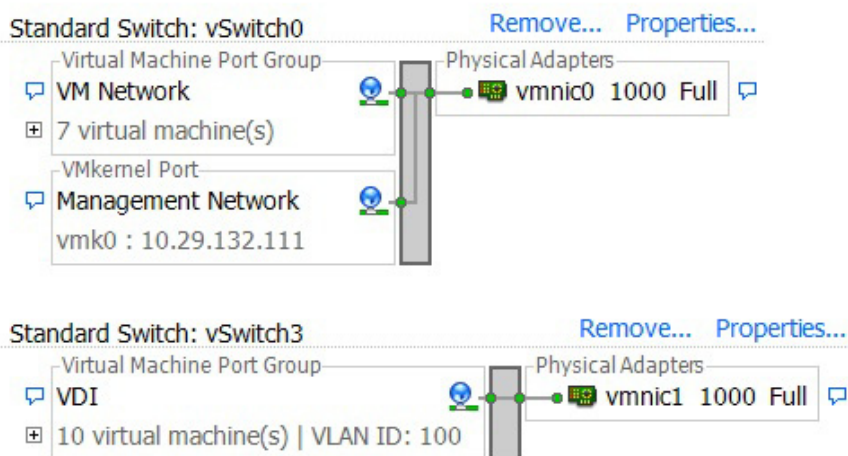 Standard Switch: vSwitch0 Remove... Properties...
Virtual Machine Port Group Physical Adapters
VM Network vmnic0 1000 Full
7 virtual machine(s)
VMkernel Port
Management Network
vmk0 : 10.29.132.111
Standard Switch: vSwitch3 Remove... Properties...
Virtual Machine Port Group Physical Adapters
VDI vmnic1 1000 Full
10 virtual machine(s) | VLAN ID: 100